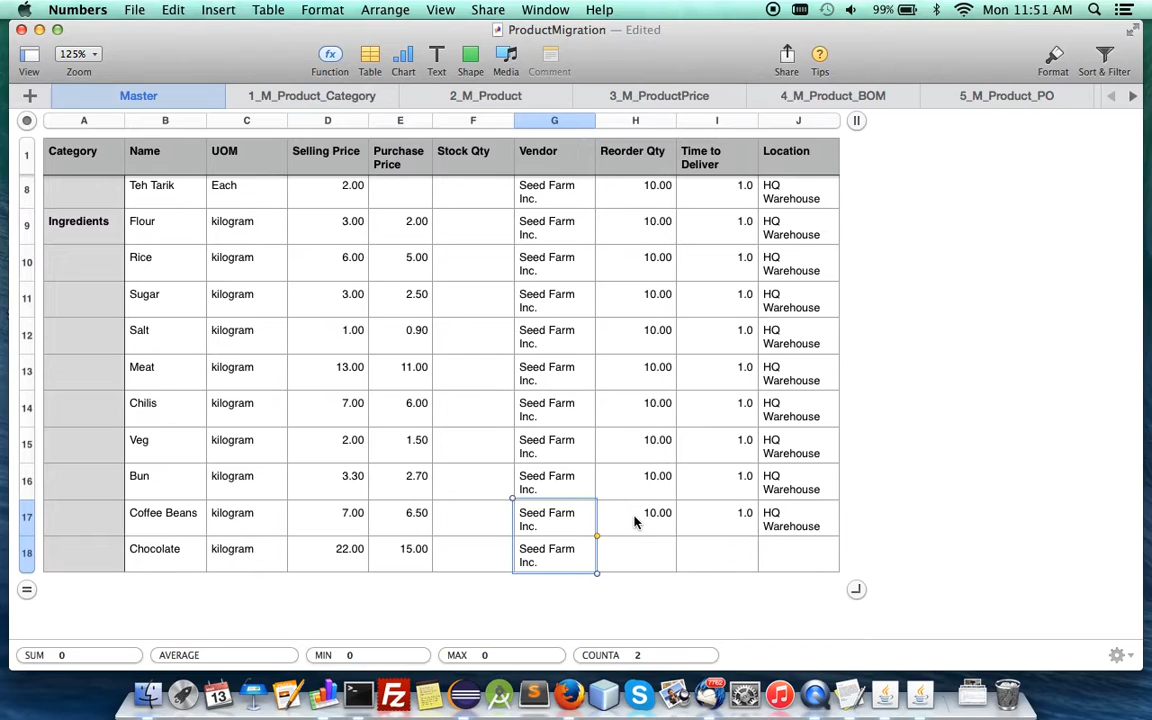 Numbers File Edit Insert Table Format Arrange View Share Window Help 99% Mon 11:51 AM
ProductMigration — Edited
125%
View Zoom fx Function Table Chart T Text Shape Media Comment Share ? Tips Format Sort & Filter
+ Master 1_M_Product_Category 2_M_Product 3_M_ProductPrice 4_M_Product_BOM 5_M_Product_PO
A B C D E F G H I J
1 Category Name UOM Selling Price Purchase Stock Qty Vendor Reorder Qty Time to Location
Price Deliver
8 Teh Tarik Each 2.00 Seed Farm 10.00 1.0 HQ
Inc. Warehouse
9 Ingredients Flour kilogram 3.00 2.00 Seed Farm 10.00 1.0 HQ
Inc. Warehouse
10 Rice kilogram 6.00 5.00 Seed Farm 10.00 1.0 HQ
Inc. Warehouse
11 Sugar kilogram 3.00 2.50 Seed Farm 10.00 1.0 HQ
Inc. Warehouse
12 Salt kilogram 1.00 0.90 Seed Farm 10.00 1.0 HQ
Inc. Warehouse
13 Meat kilogram 13.00 11.00 Seed Farm 10.00 1.0 HQ
Inc. Warehouse
14 Chilis kilogram 7.00 6.00 Seed Farm 10.00 1.0 HQ
Inc. Warehouse
15 Veg kilogram 2.00 1.50 Seed Farm 10.00 1.0 HQ
Inc. Warehouse
16 Bun kilogram 3.30 2.70 Seed Farm 10.00 1.0 HQ
Inc. Warehouse
17 Coffee Beans kilogram 7.00 6.50 Seed Farm 10.00 1.0 HQ
Inc. Warehouse
18 Chocolate kilogram 22.00 15.00 Seed Farm
Inc.
SUM 0 AVERAGE MIN 0 MAX 0 COUNTA 2
13 Fz S 7762